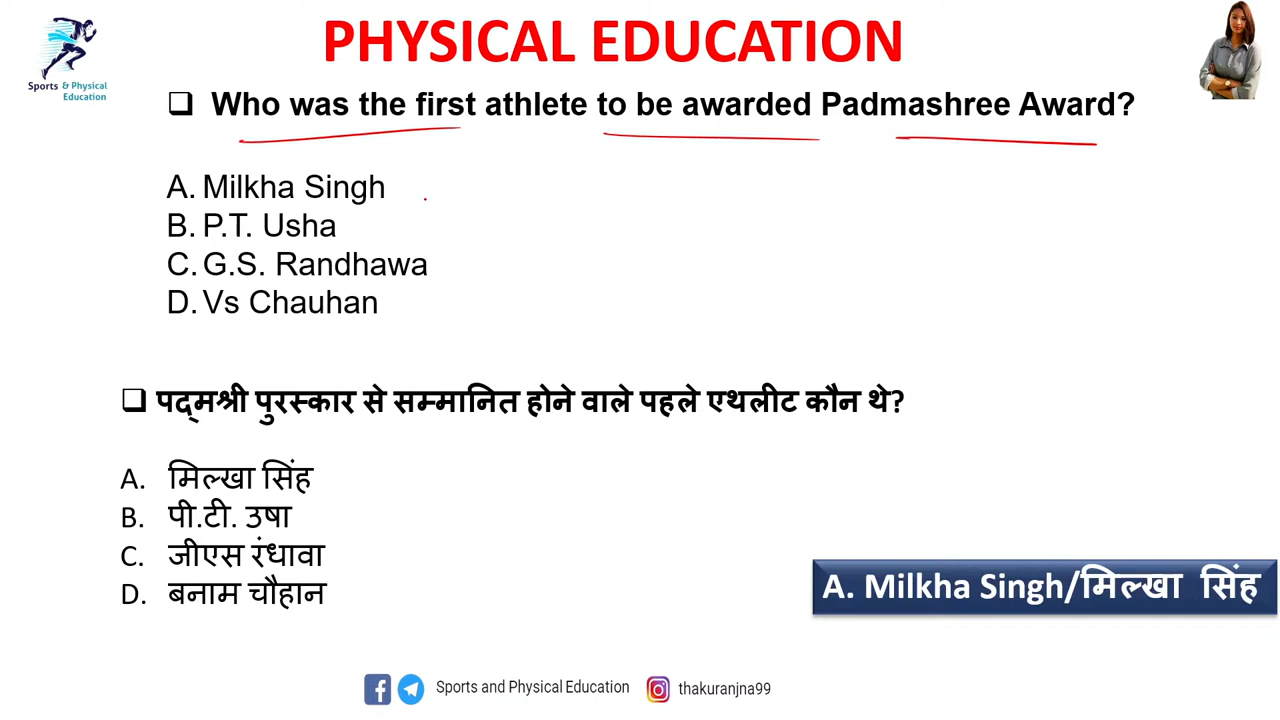 PHYSICAL EDUCATION
Sports & Physical
Education
❑ Who was the first athlete to be awarded Padmashree Award?
A. Milkha Singh
B. P.T. Usha
C. G.S. Randhawa
D. Vs Chauhan
❑ पद्मश्री पुरस्कार से सम्मानित होने वाले पहले एथलीट कौन थे?
A. मिल्खा सिंह
B. पी.टी. उषा
C. जीएस रंधावा
D. बनाम चौहान
A. Milkha Singh/मिल्खा सिंह
Sports and Physical Education thakuranjna99